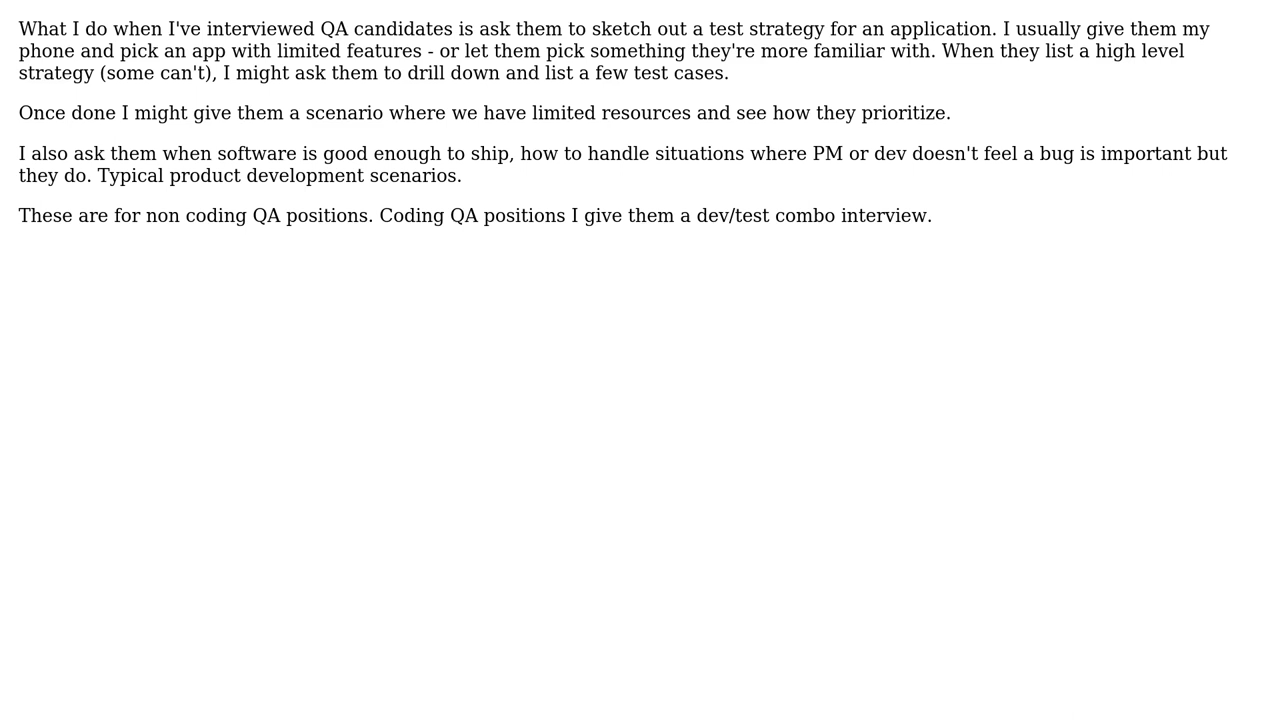 What I do when I've interviewed QA candidates is ask them to sketch out a test strategy for an application. I usually give them my
phone and pick an app with limited features - or let them pick something they're more familiar with. When they list a high level
strategy (some can't), I might ask them to drill down and list a few test cases.
Once done I might give them a scenario where we have limited resources and see how they prioritize.
I also ask them when software is good enough to ship, how to handle situations where PM or dev doesn't feel a bug is important but
they do. Typical product development scenarios.
These are for non coding QA positions. Coding QA positions I give them a dev/test combo interview.